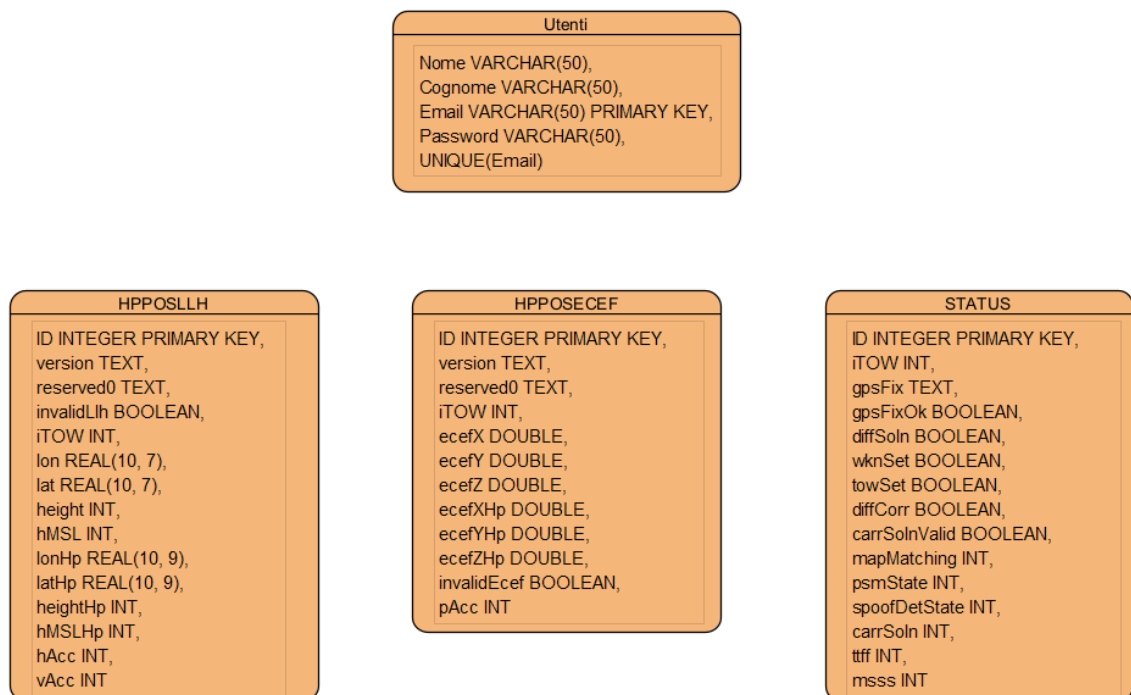 Utenti
Nome VARCHAR(50),
Cognome VARCHAR(50),
Email VARCHAR(50) PRIMARY KEY,
Password VARCHAR(50),
UNIQUE(Email)
HPPOSLLH
ID INTEGER PRIMARY KEY,
version TEXT,
reserved0 TEXT,
invalidLlh BOOLEAN,
iTOW INT,
lon REAL(10, 7),
lat REAL(10, 7),
height INT,
hMSL INT,
lonHp REAL(10, 9),
latHp REAL(10, 9),
heightHp INT,
hMSLHp INT,
hAcc INT,
vAcc INT
HPPOSECEF
ID INTEGER PRIMARY KEY,
version TEXT,
reserved0 TEXT,
iTOW INT,
ecefX DOUBLE,
ecefY DOUBLE,
ecefZ DOUBLE,
ecefXHp DOUBLE,
ecefYHp DOUBLE,
ecefZHp DOUBLE,
invalidEcef BOOLEAN,
pAcc INT
STATUS
ID INTEGER PRIMARY KEY,
iTOW INT,
gpsFix TEXT,
gpsFixOk BOOLEAN,
diffSoln BOOLEAN,
wknSet BOOLEAN,
towSet BOOLEAN,
diffCorr BOOLEAN,
carrSolnValid BOOLEAN,
mapMatching INT,
psmState INT,
spoofDetState INT,
carrSoln INT,
ttff INT,
msss INT